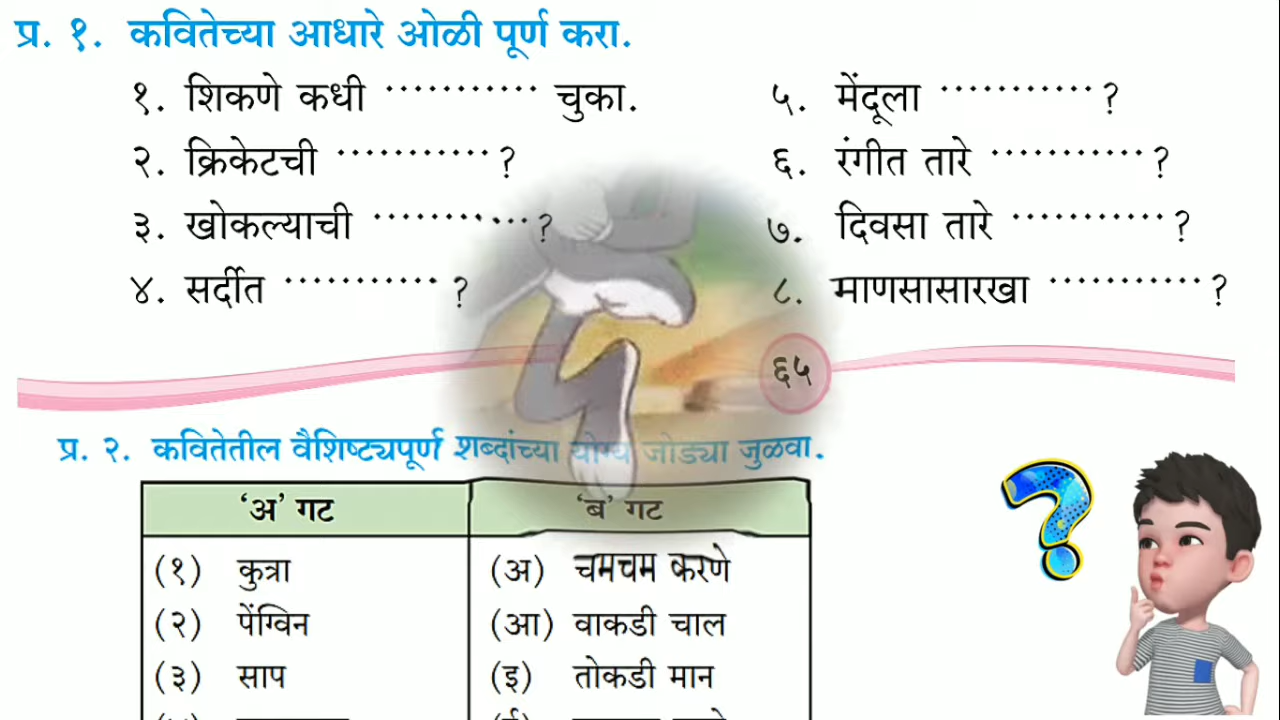 प्र. १. कवितेच्या आधारे ओळी पूर्ण करा.
१. शिकणे कधी ··········· चुका.
२. क्रिकेटची ··········· ?
३. खोकल्याची ··········· ?
४. सर्दीत ··········· ?
५. मेंदूला ··········· ?
६. रंगीत तारे ··········· ?
७. दिवसा तारे ··········· ?
८. माणसासारखा ··········· ?
६५
प्र. २. कवितेतील वैशिष्ट्यपूर्ण शब्दांच्या योग्य जोड्या जुळवा.
‘अ’ गट ‘ब’ गट
(१) कुत्रा (अ) चमचम करणे
(२) पेंग्विन (आ) वाकडी चाल
(३) साप (इ) तोकडी मान